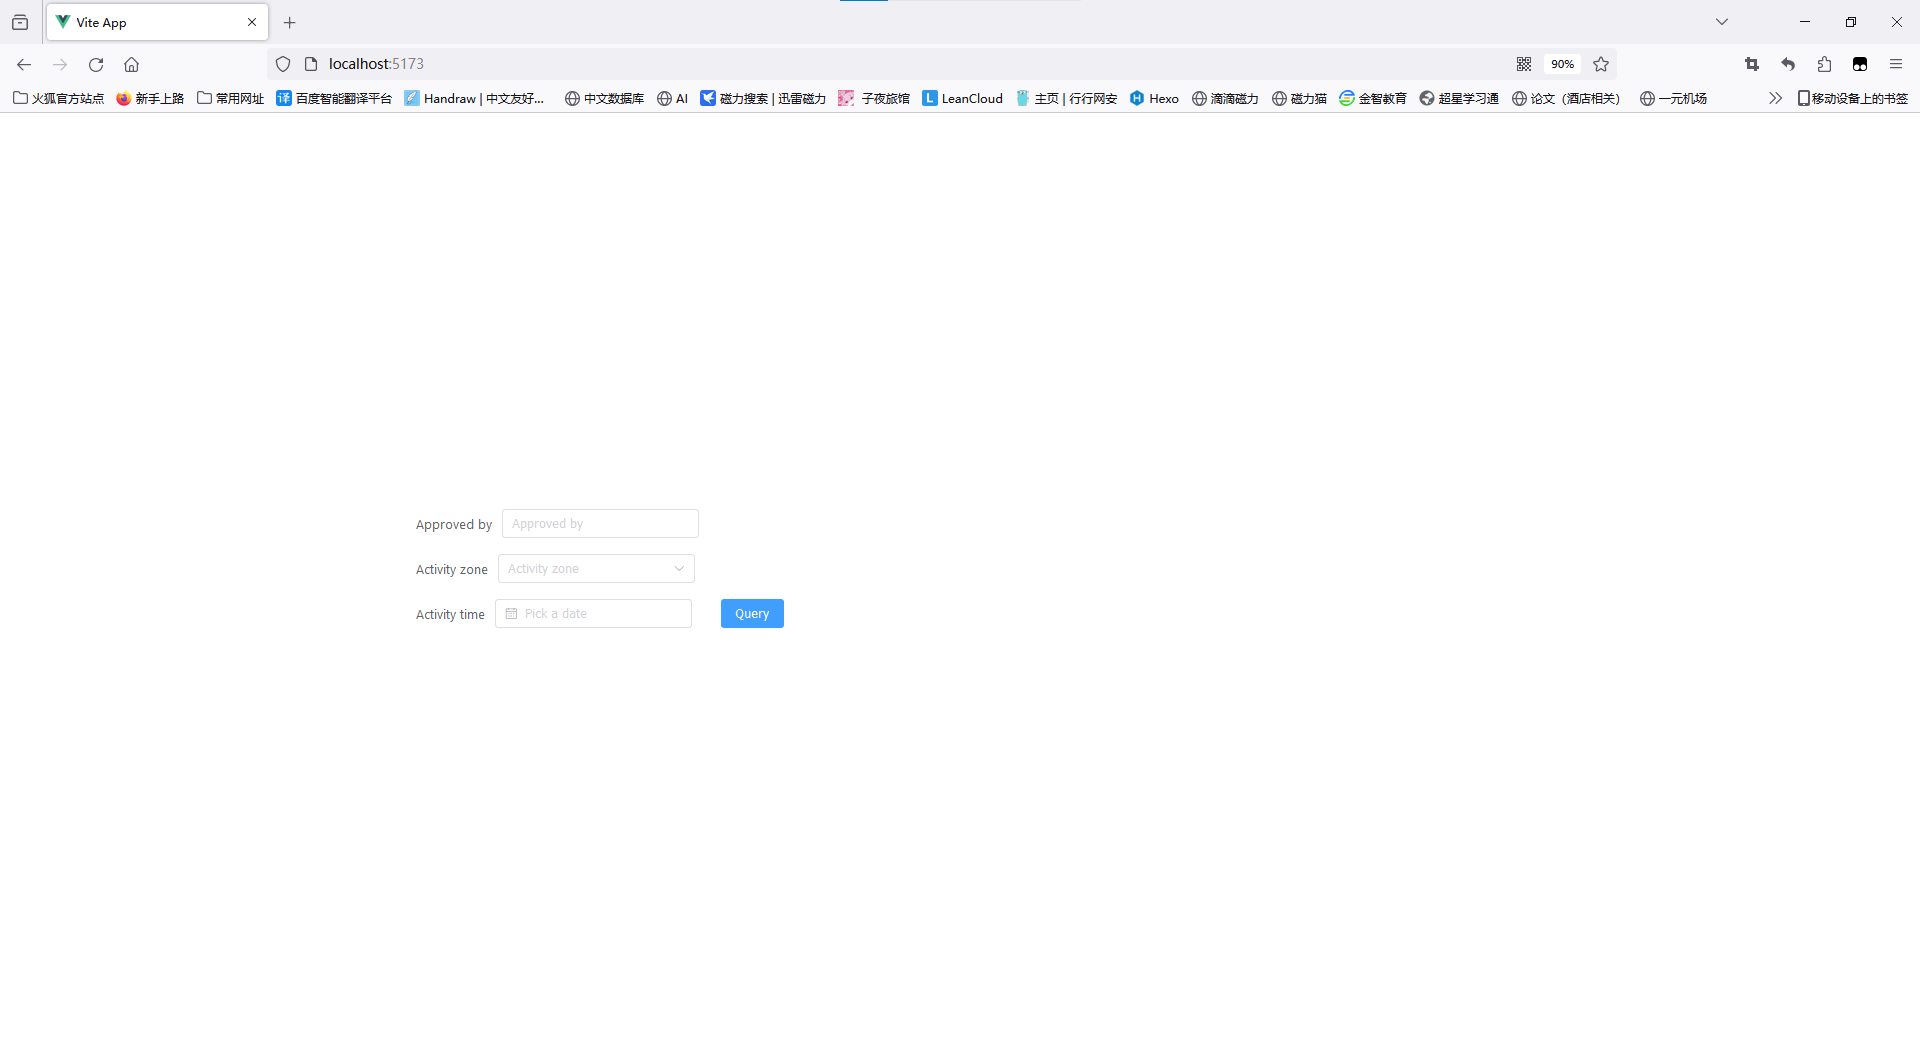 Vite App
localhost:5173
90%
火狐官方站点 新手上路 常用网址 百度智能翻译平台 Handraw | 中文友好... 中文数据库 AI 磁力搜索 | 迅雷磁力 子夜旅馆 LeanCloud 主页 | 行行网安 Hexo 滴滴磁力 磁力猫 金智教育 超星学习通 论文（酒店相关） 一元机场 移动设备上的书签
Approved by Approved by
Activity zone Activity zone
Activity time Pick a date Query